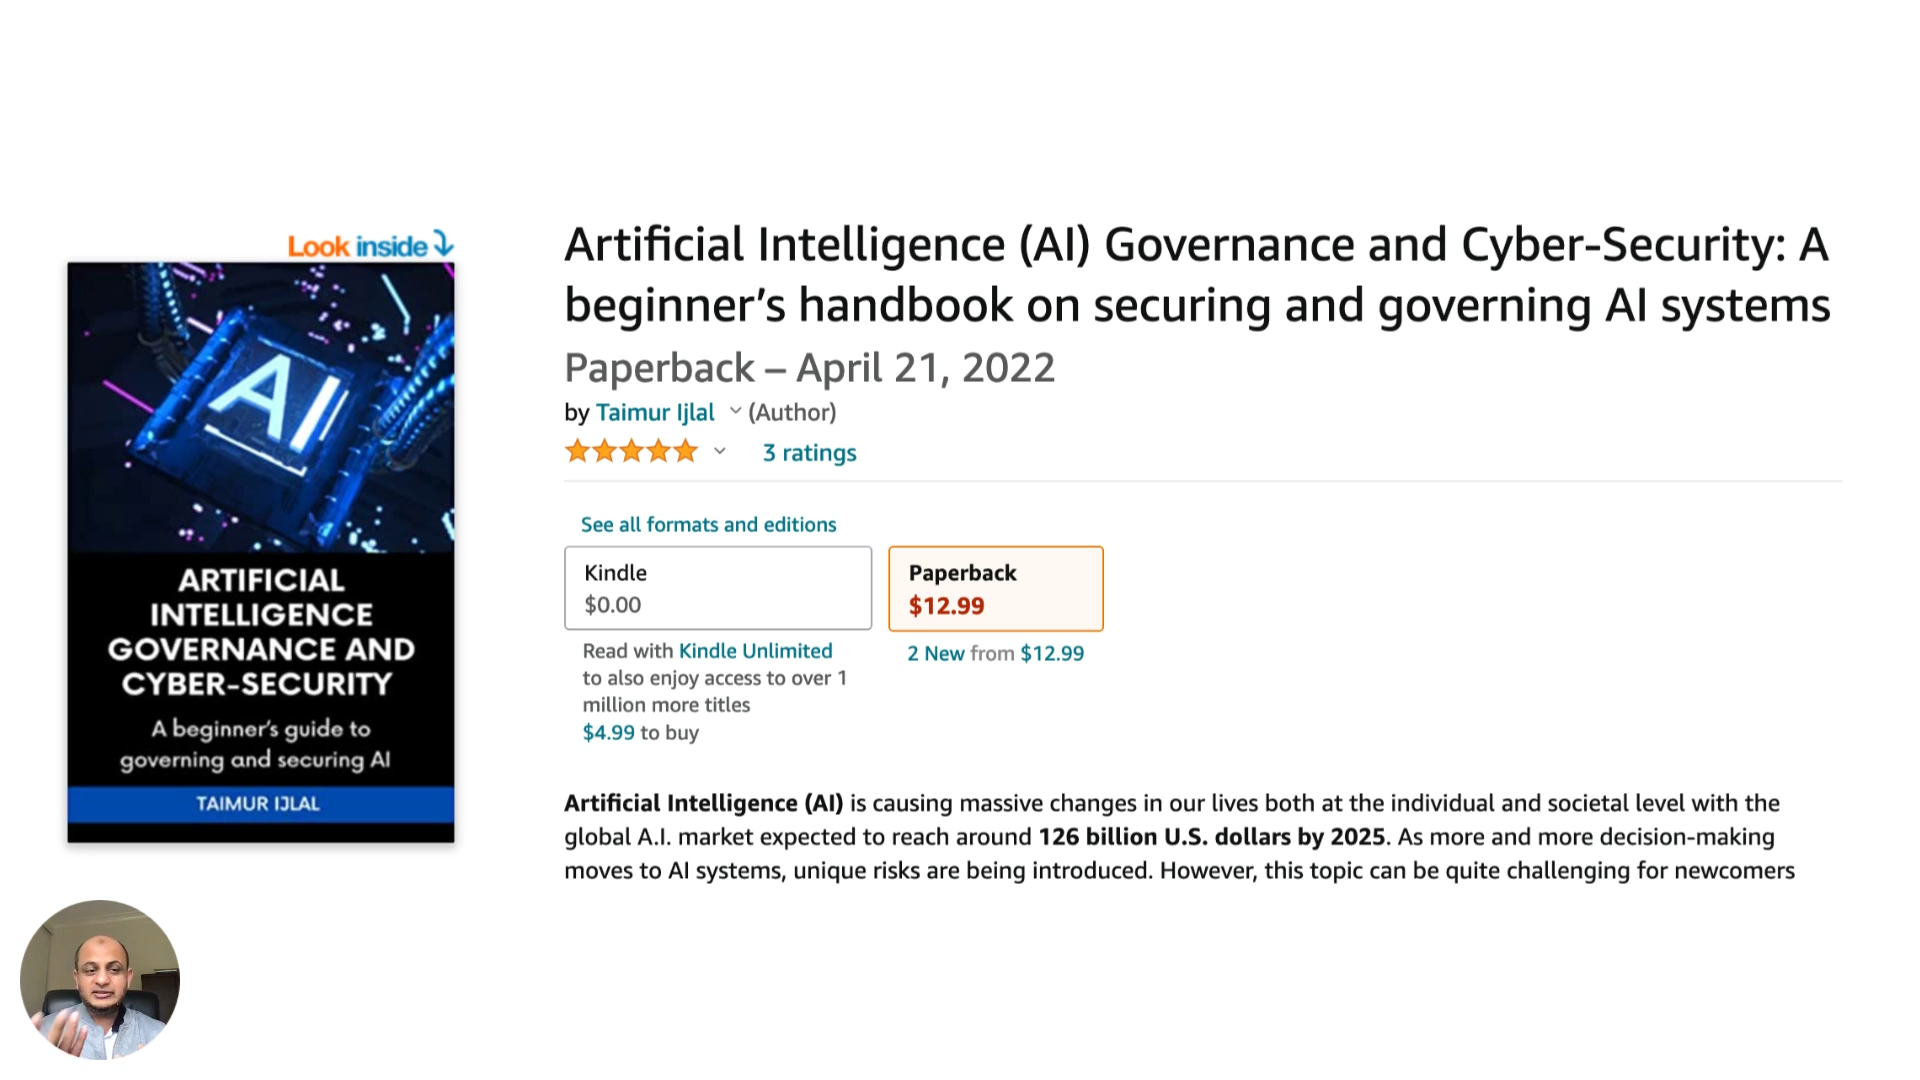 Look inside
AI
ARTIFICIAL
INTELLIGENCE
GOVERNANCE AND
CYBER-SECURITY
A beginner's guide to
governing and securing AI
TAIMUR IJLAL
Artificial Intelligence (AI) Governance and Cyber-Security: A
beginner’s handbook on securing and governing AI systems
Paperback – April 21, 2022
by Taimur Ijlal (Author)
3 ratings
See all formats and editions
Kindle
$0.00
Read with Kindle Unlimited
to also enjoy access to over 1
million more titles
$4.99 to buy
Paperback
$12.99
2 New from $12.99
Artificial Intelligence (AI) is causing massive changes in our lives both at the individual and societal level with the
global A.I. market expected to reach around 126 billion U.S. dollars by 2025. As more and more decision-making
moves to AI systems, unique risks are being introduced. However, this topic can be quite challenging for newcomers